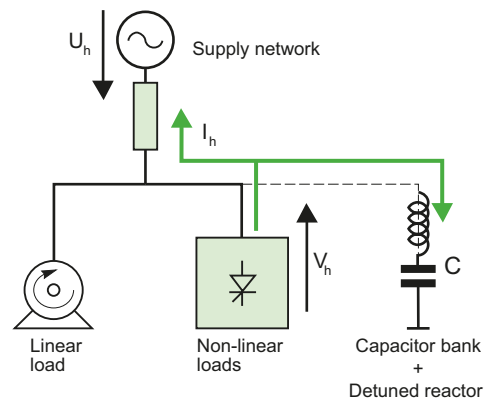 Uh
Supply network
Ih
Vh
C
Linear
load
Non-linear
loads
Capacitor bank
+
Detuned reactor